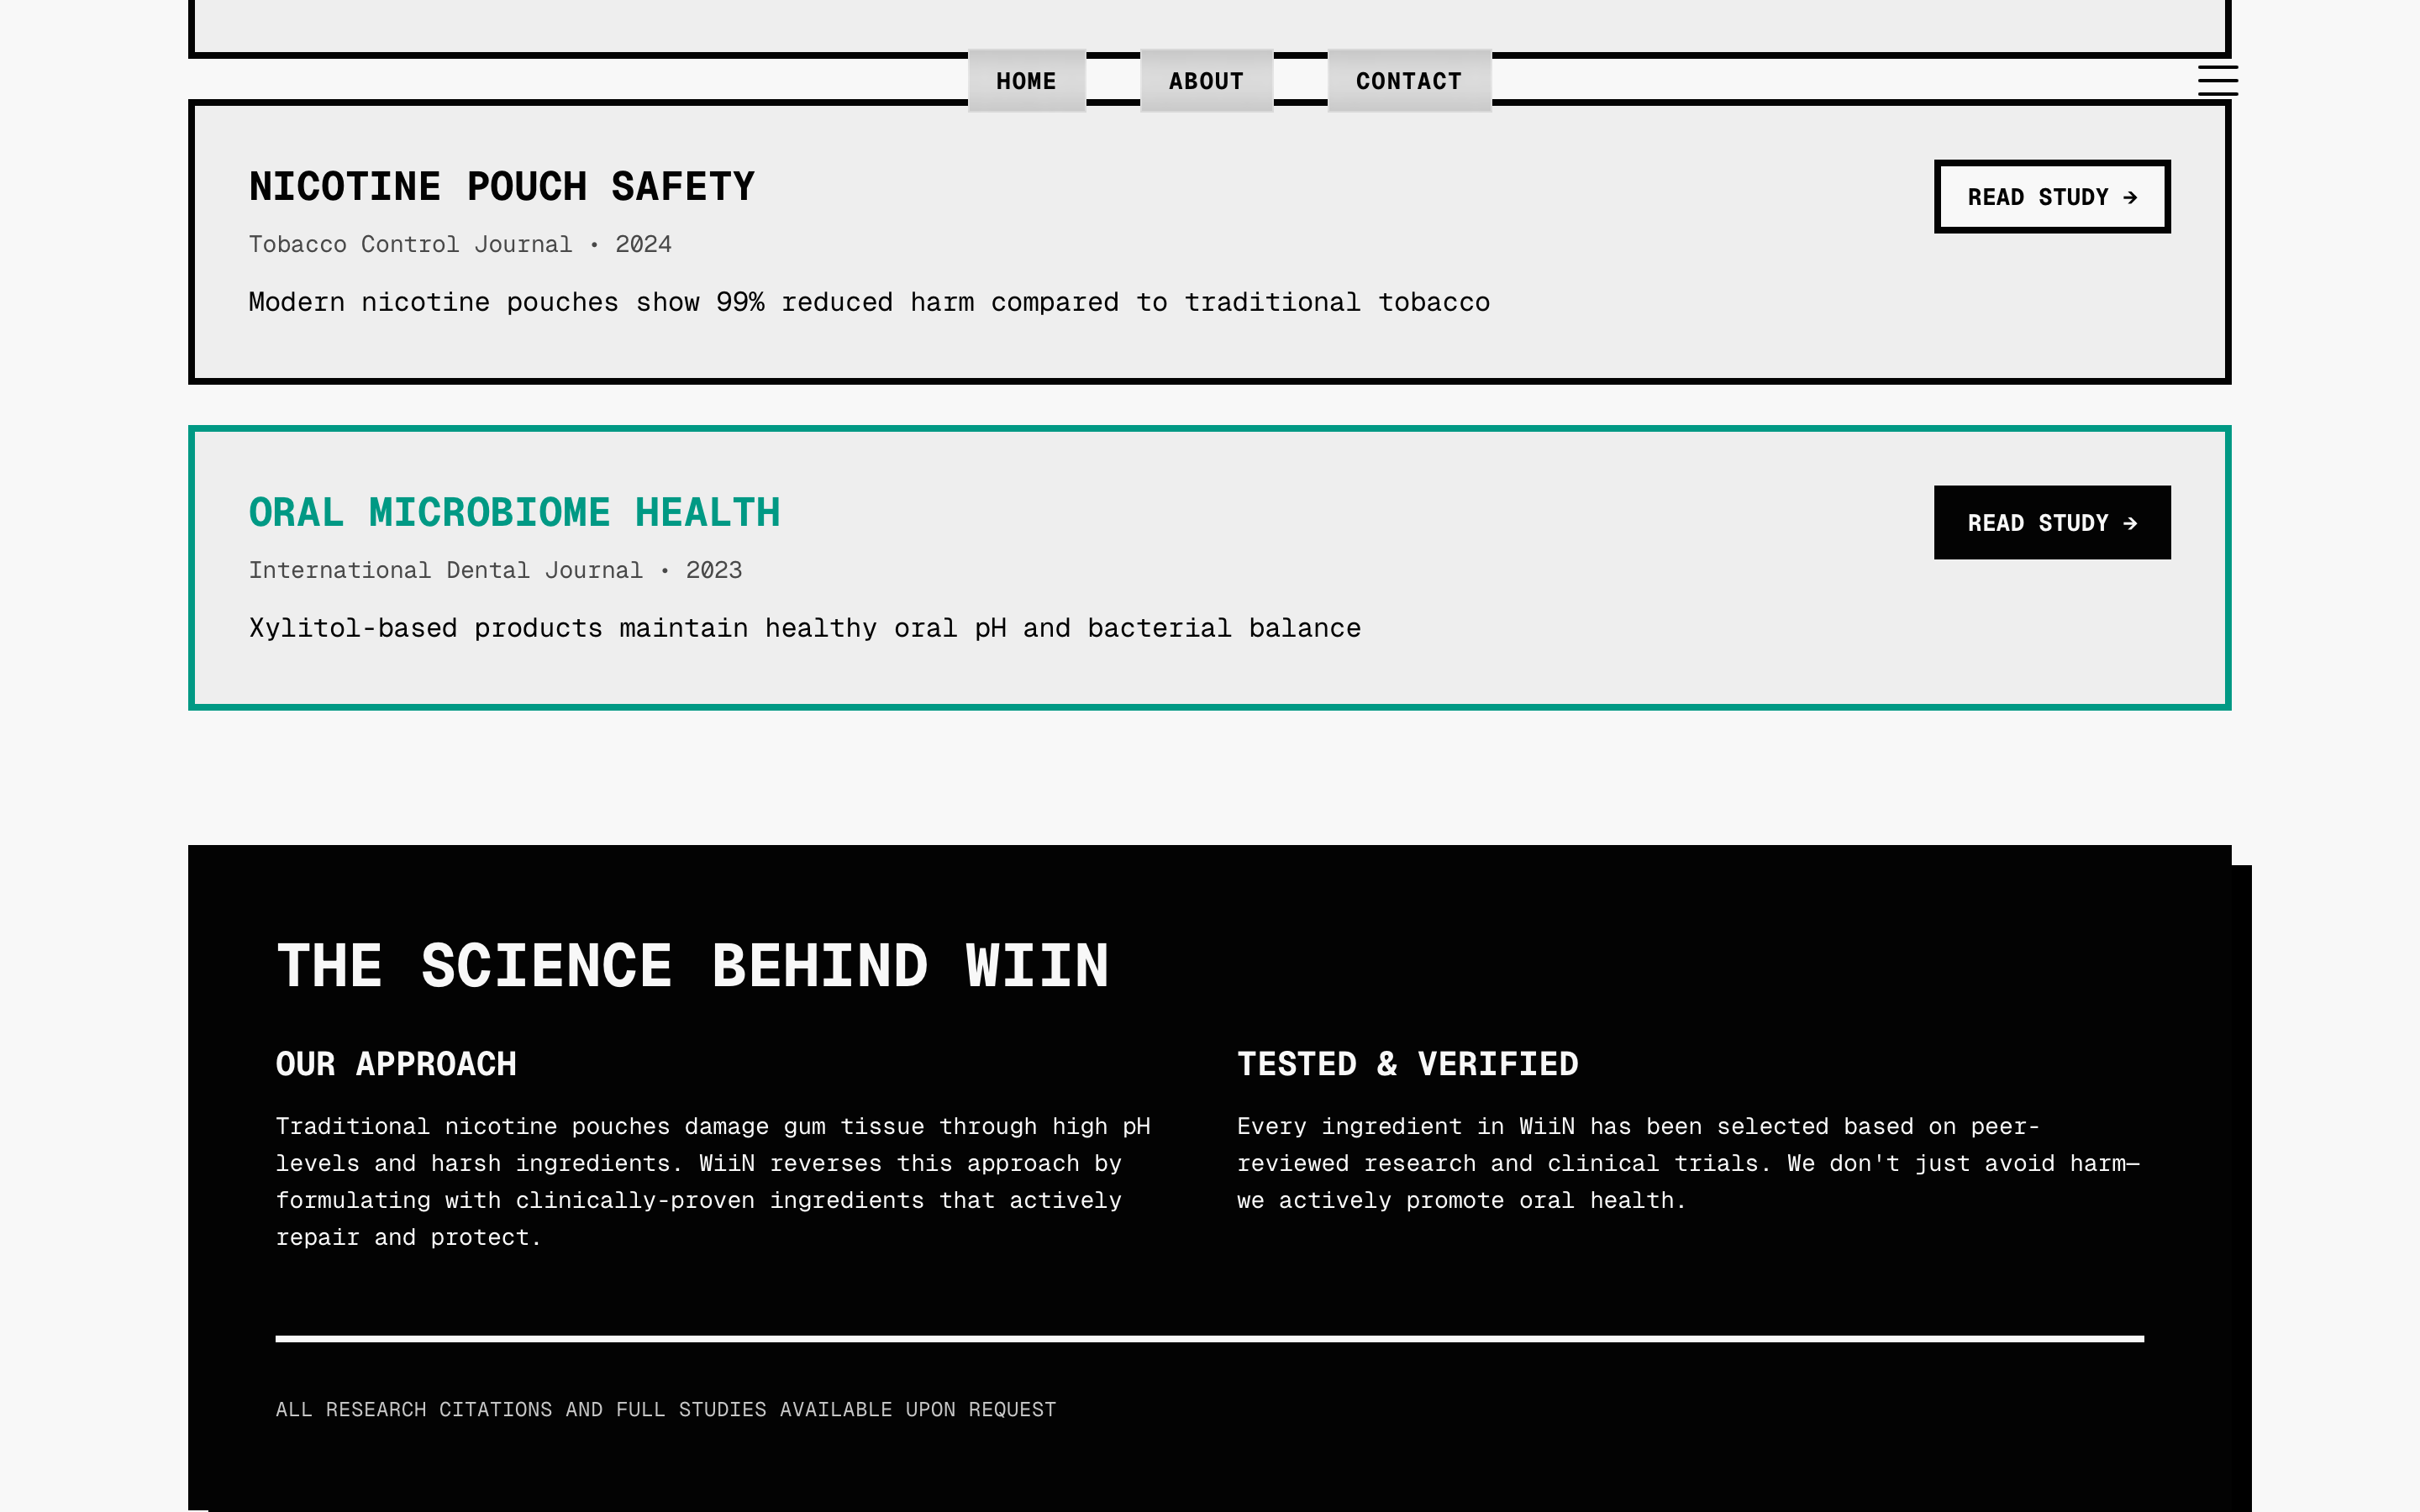 HOME ABOUT CONTACT
NICOTINE POUCH SAFETY
READ STUDY →
Tobacco Control Journal • 2024
Modern nicotine pouches show 99% reduced harm compared to traditional tobacco
ORAL MICROBIOME HEALTH
READ STUDY →
International Dental Journal • 2023
Xylitol-based products maintain healthy oral pH and bacterial balance
THE SCIENCE BEHIND WIIN
OUR APPROACH
Traditional nicotine pouches damage gum tissue through high pH
levels and harsh ingredients. WiiN reverses this approach by
formulating with clinically-proven ingredients that actively
repair and protect.
TESTED & VERIFIED
Every ingredient in WiiN has been selected based on peer-
reviewed research and clinical trials. We don't just avoid harm—
we actively promote oral health.
ALL RESEARCH CITATIONS AND FULL STUDIES AVAILABLE UPON REQUEST